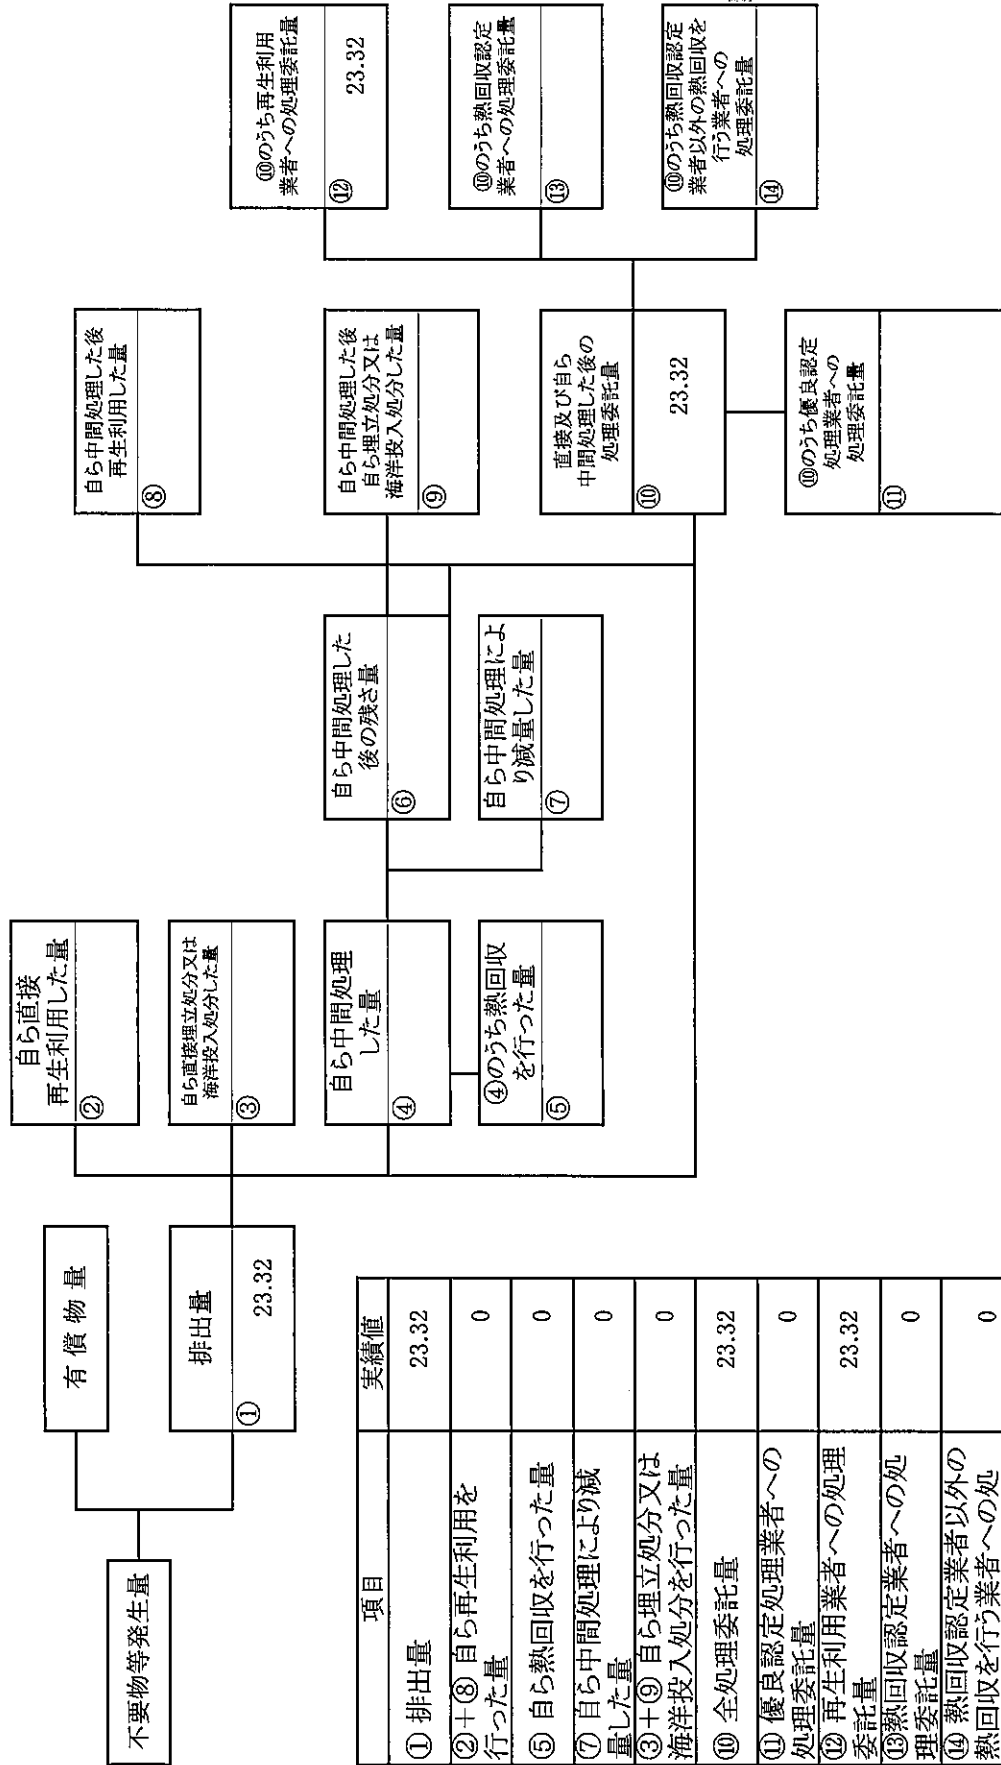 不要物等発生量
有償物量
排出量
①
23.32
自ら直接
再生利用した量
②
自ら直接埋立処分又は
海洋投入処分した量
③
自ら中間処理
した量
④
④のうち熱回収
を行った量
⑤
自ら中間処理した
後の残さ量
⑥
自ら中間処理によ
り減量した量
⑦
自ら中間処理した後
再生利用した量
⑧
自ら中間処理した後
自ら埋立処分又は
海洋投入処分した量
⑨
直接及び自ら
中間処理した後の
処理委託量
⑩
23.32
⑩のうち優良認定
処理業者への
処理委託量
⑪
⑩のうち再生利用
業者への処理委託量
⑫
23.32
⑩のうち熱回収認定
業者への処理委託量
⑬
⑩のうち熱回収認定
業者以外の熱回収を
行う業者への
処理委託量
⑭
項目 実績値
①排出量 23.32
②+⑧ 自ら再生利用を
行った量 0
⑤ 自ら熱回収を行った量 0
⑦ 自ら中間処理により減
量した量 0
③+⑨ 自ら埋立処分又は
海洋投入処分を行った量 0
⑩ 全処理委託量 23.32
⑪ 優良認定処理業者への
処理委託量 0
⑫ 再生利用業者への処理
委託量 23.32
⑬熱回収認定業者への処
理委託量 0
⑭ 熱回収認定業者以外の
熱回収を行う業者への処 0